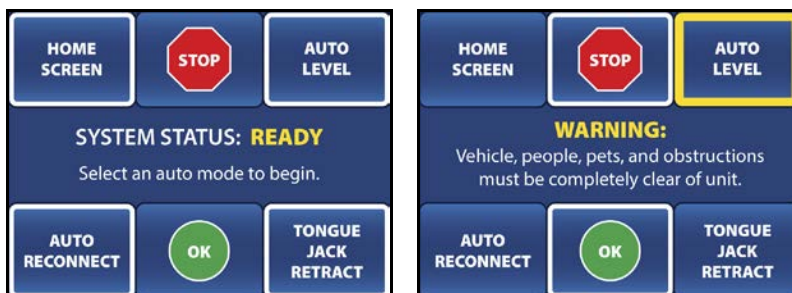 HOME
SCREEN
STOP
AUTO
LEVEL
SYSTEM STATUS: READY
Select an auto mode to begin.
AUTO
RECONNECT
OK
TONGUE
JACK
RETRACT
HOME
SCREEN
STOP
AUTO
LEVEL
WARNING:
Vehicle, people, pets, and obstructions
must be completely clear of unit.
AUTO
RECONNECT
OK
TONGUE
JACK
RETRACT